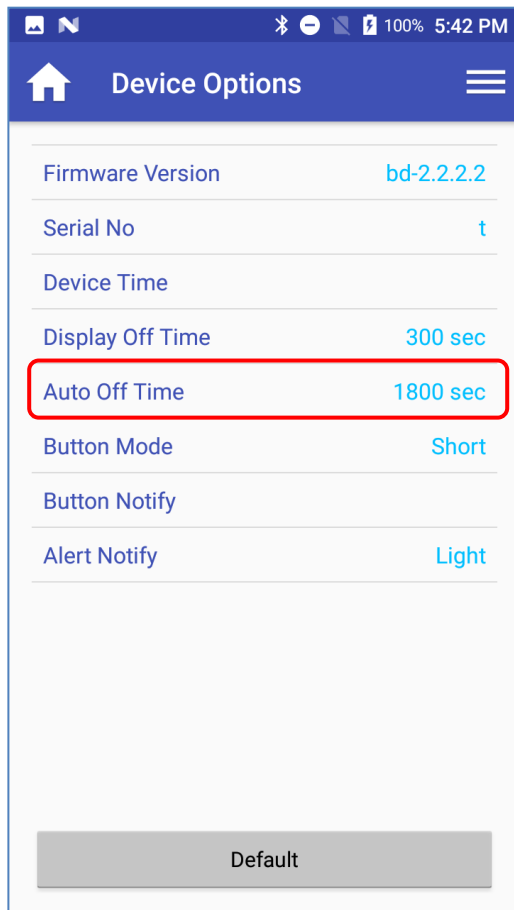 100% 5:42 PM
Device Options
Firmware Version bd-2.2.2.2
Serial No t
Device Time
Display Off Time 300 sec
Auto Off Time 1800 sec
Button Mode Short
Button Notify
Alert Notify Light
Default